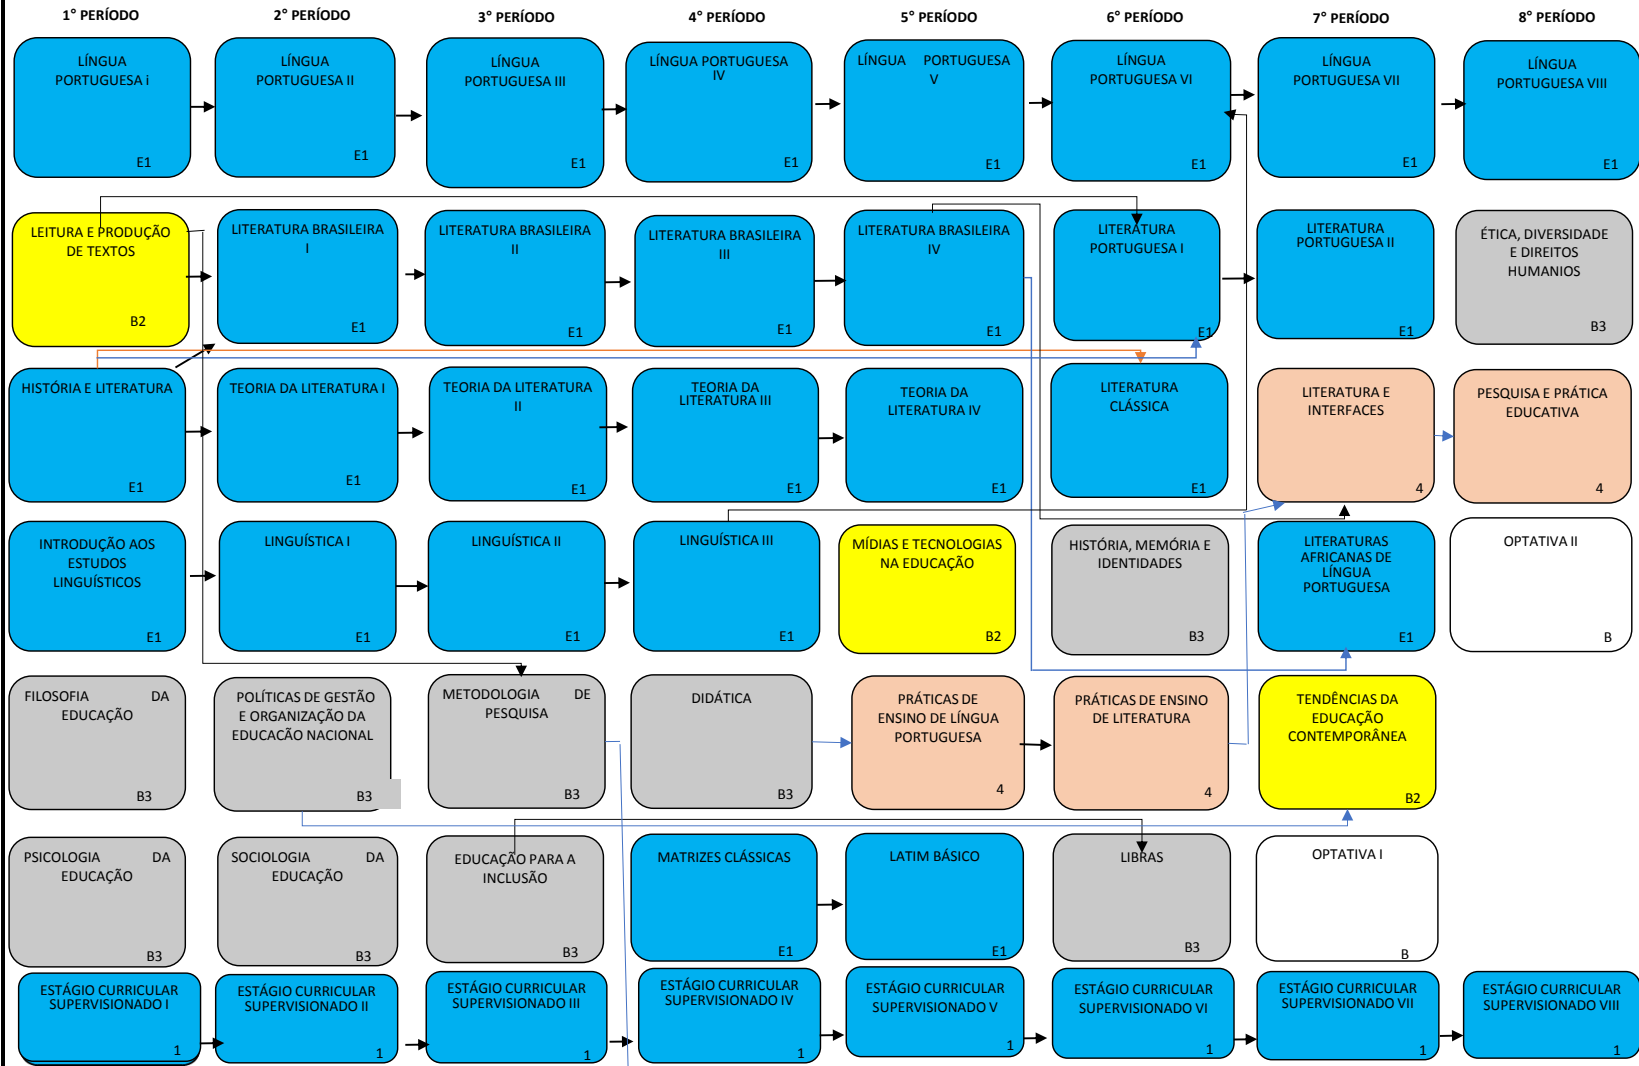 1° PERÍODO
2° PERÍODO
3° PERÍODO
4° PERÍODO
5° PERÍODO
6° PERÍODO
7° PERÍODO
8° PERÍODO
LÍNGUA
PORTUGUESA i
E1
LÍNGUA
PORTUGUESA II
E1
LÍNGUA
PORTUGUESA III
E1
LÍNGUA PORTUGUESA
IV
E1
LÍNGUA PORTUGUESA
V
E1
LÍNGUA
PORTUGUESA VI
E1
LÍNGUA
PORTUGUESA VII
E1
LÍNGUA
PORTUGUESA VIII
E1
LEITURA E PRODUÇÃO
DE TEXTOS
B2
LITERATURA BRASILEIRA
I
E1
LITERATURA BRASILEIRA
II
E1
LITERATURA BRASILEIRA
III
E1
LITERATURA BRASILEIRA
IV
E1
LITERATURA
PORTUGUESA I
E1
LITERATURA
PORTUGUESA II
E1
ÉTICA, DIVERSIDADE
E DIREITOS
HUMANIOS
B3
HISTÓRIA E LITERATURA
E1
TEORIA DA LITERATURA I
E1
TEORIA DA LITERATURA
II
E1
TEORIA DA
LITERATURA III
E1
TEORIA DA
LITERATURA IV
E1
LITERATURA
CLÁSSICA
E1
LITERATURA E
INTERFACES
4
PESQUISA E PRÁTICA
EDUCATIVA
4
INTRODUÇÃO AOS
ESTUDOS
LINGUÍSTICOS
E1
LINGUÍSTICA I
E1
LINGUÍSTICA II
E1
LINGUÍSTICA III
E1
MÍDIAS E TECNOLOGIAS
NA EDUCAÇÃO
B2
HISTÓRIA, MEMÓRIA E
IDENTIDADES
B3
LITERATURAS
AFRICANAS DE
LÍNGUA
PORTUGUESA
E1
OPTATIVA II
B
FILOSOFIA DA
EDUCAÇÃO
B3
POLÍTICAS DE GESTÃO
E ORGANIZAÇÃO DA
EDUCACÃO NACIONAL
B3
METODOLOGIA DE
PESQUISA
B3
DIDÁTICA
B3
PRÁTICAS DE
ENSINO DE LÍNGUA
PORTUGUESA
4
PRÁTICAS DE ENSINO
DE LITERATURA
4
TENDÊNCIAS DA
EDUCAÇÃO
CONTEMPORÂNEA
B2
PSICOLOGIA DA
EDUCAÇÃO
B3
SOCIOLOGIA DA
EDUCAÇÃO
B3
EDUCAÇÃO PARA A
INCLUSÃO
B3
MATRIZES CLÁSSICAS
E1
LATIM BÁSICO
E1
LIBRAS
B3
OPTATIVA I
B
ESTÁGIO CURRICULAR
SUPERVISIONADO I
1
ESTÁGIO CURRICULAR
SUPERVISIONADO II
1
ESTÁGIO CURRICULAR
SUPERVISIONADO III
1
ESTÁGIO CURRICULAR
SUPERVISIONADO IV
1
ESTÁGIO CURRICULAR
SUPERVISIONADO V
1
ESTÁGIO CURRICULAR
SUPERVISIONADO VI
1
ESTÁGIO CURRICULAR
SUPERVISIONADO VII
1
ESTÁGIO CURRICULAR
SUPERVISIONADO VIII
1